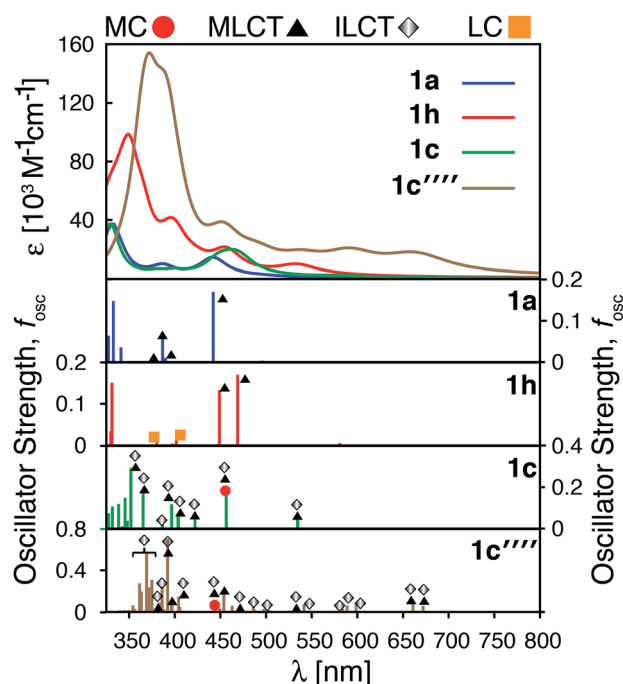 MC MLCT ILCT LC
160
120
80
40
ε [10³ M⁻¹cm⁻¹]
1a
1h
1c
1c′′′′
0.2
1a
0.1
0.2
0
1h
0.1
0.4
0
1c
0.2
0.8
0
1c′′′′
0.4
0
Oscillator Strength, fosc
Oscillator Strength, fosc
350 400 450 500 550 600 650 700 750 800
λ [nm]